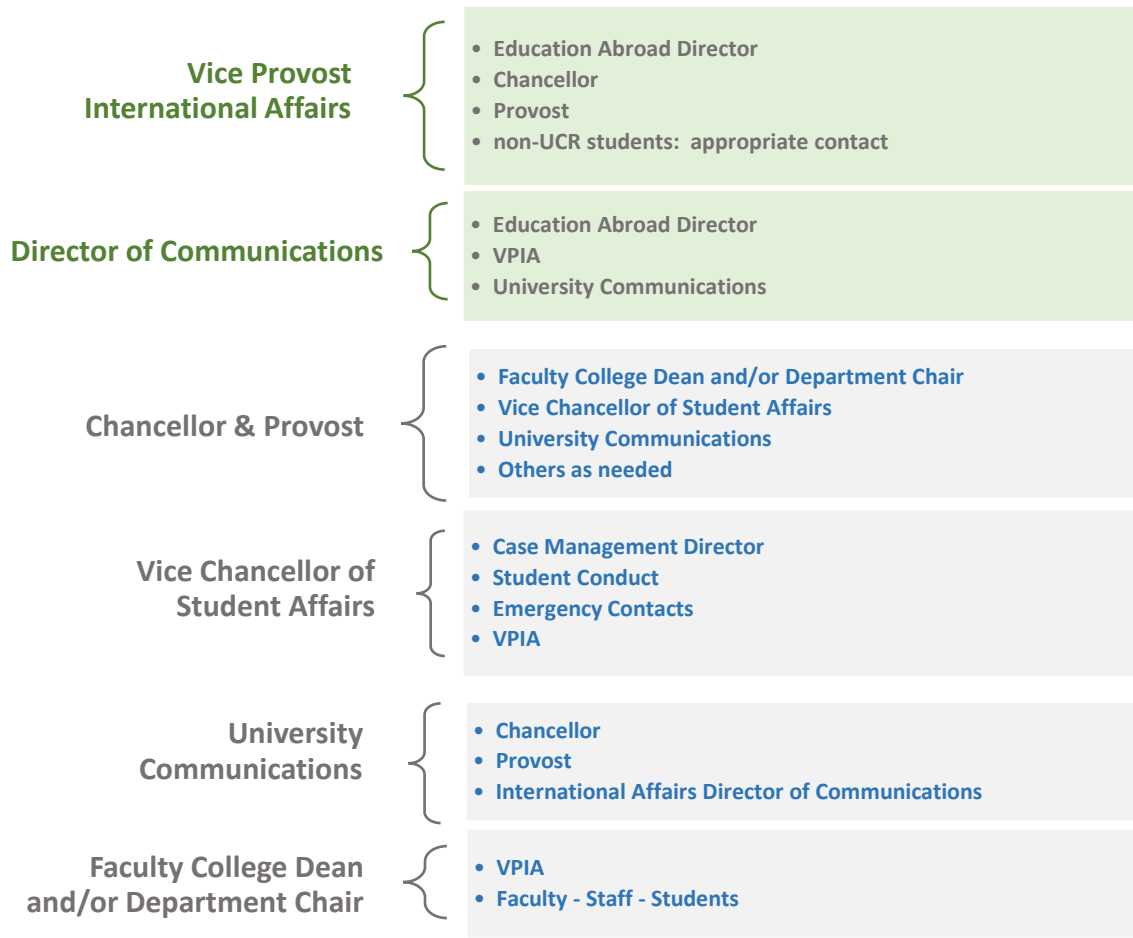 Vice Provost
International Affairs
• Education Abroad Director
• Chancellor
• Provost
• non-UCR students:  appropriate contact
Director of Communications
• Education Abroad Director
• VPIA
• University Communications
Chancellor & Provost
• Faculty College Dean and/or Department Chair
• Vice Chancellor of Student Affairs
• University Communications
• Others as needed
Vice Chancellor of
Student Affairs
• Case Management Director
• Student Conduct
• Emergency Contacts
• VPIA
University
Communications
• Chancellor
• Provost
• International Affairs Director of Communications
Faculty College Dean
and/or Department Chair
• VPIA
• Faculty - Staff - Students